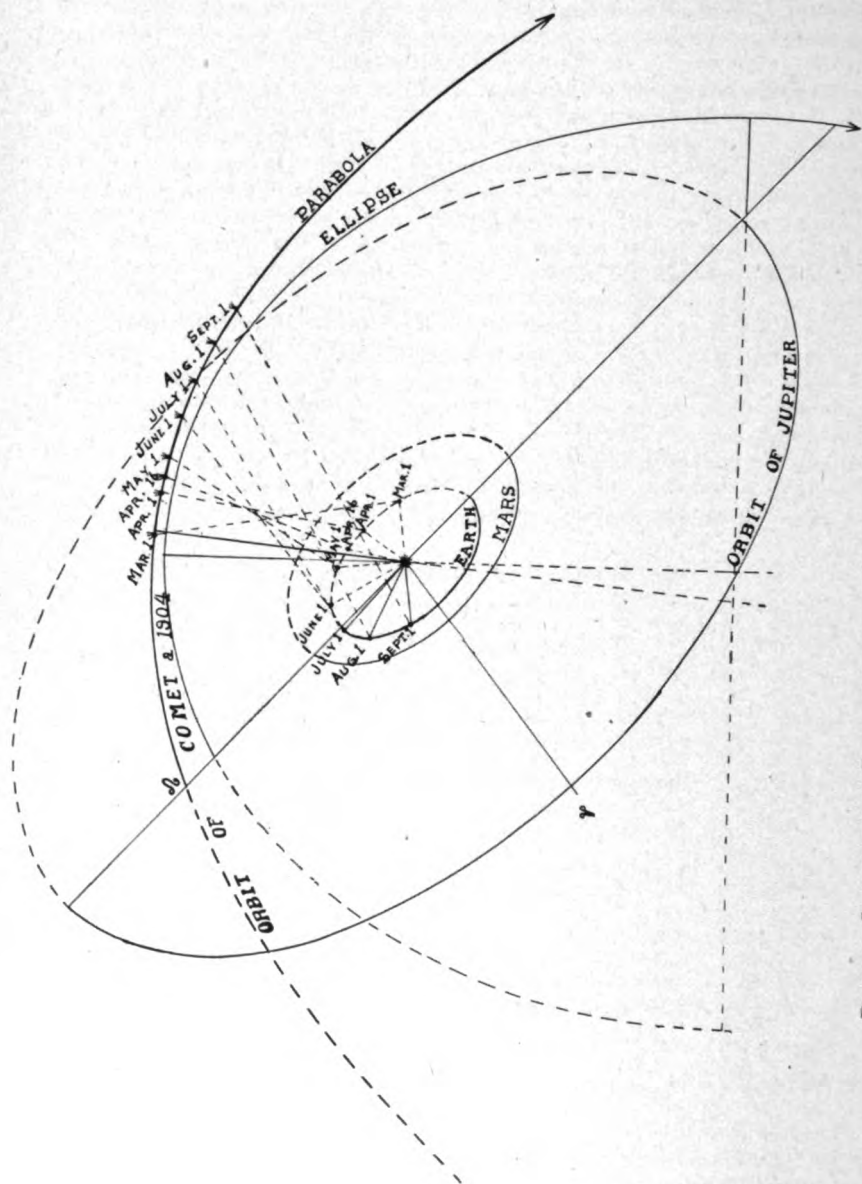 PARABOLA
ELLIPSE
SEPT. 1
AUG. 1
JULY 1
JUNE 1
MAY 1
APR. 16
APR. 1
MAR. 1
MAR. 1
APR. 1
APR. 16
MAY 1
JUNE 1
JULY 1
AUG. 1
SEPT. 1
EARTH
MARS
ORBIT OF JUPITER
ORBIT OF COMET a 1904
☊
♈